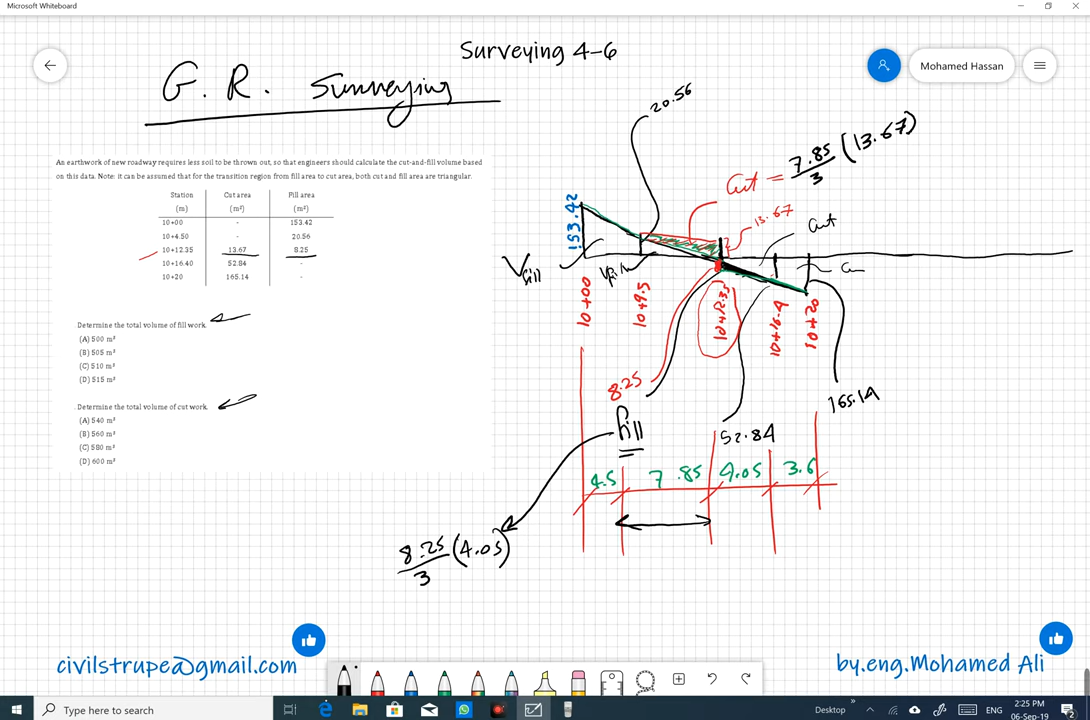 Microsoft Whiteboard
Surveying 4-6
Mohamed Hassan
G. R. Surveying
An earthwork of new roadway requires less soil to be thrown out, so that engineers should calculate the cut-and-fill volume based
on this data. Note: it can be assumed that for the transition region from fill area to cut area, both cut and fill area are triangular.
Station Cut area Fill area
(m) (m²) (m²)
10+00 - 153.42
10+4.50 - 20.56
10+12.35 13.67 8.25
10+16.40 52.84 -
10+20 165.14 -
Determine the total volume of fill work.
(A) 500 m³
(B) 505 m³
(C) 510 m³
(D) 515 m³
Determine the total volume of cut work.
(A) 540 m³
(B) 560 m³
(C) 580 m³
(D) 600 m³
20.56
Cut = 7.85/3 (13.67)
153.42
13.67
Cut
Vfill
Vfill
10+00
10+4.5
10+12.35
10+16.4
10+20
8.25
fill
52.84
165.14
4.5 7.85 4.05 3.6
8.25/3 (4.05)
civilstrupe@gmail.com
by.eng.Mohamed Ali
Type here to search
Desktop
ENG
2:25 PM
06-Sep-19